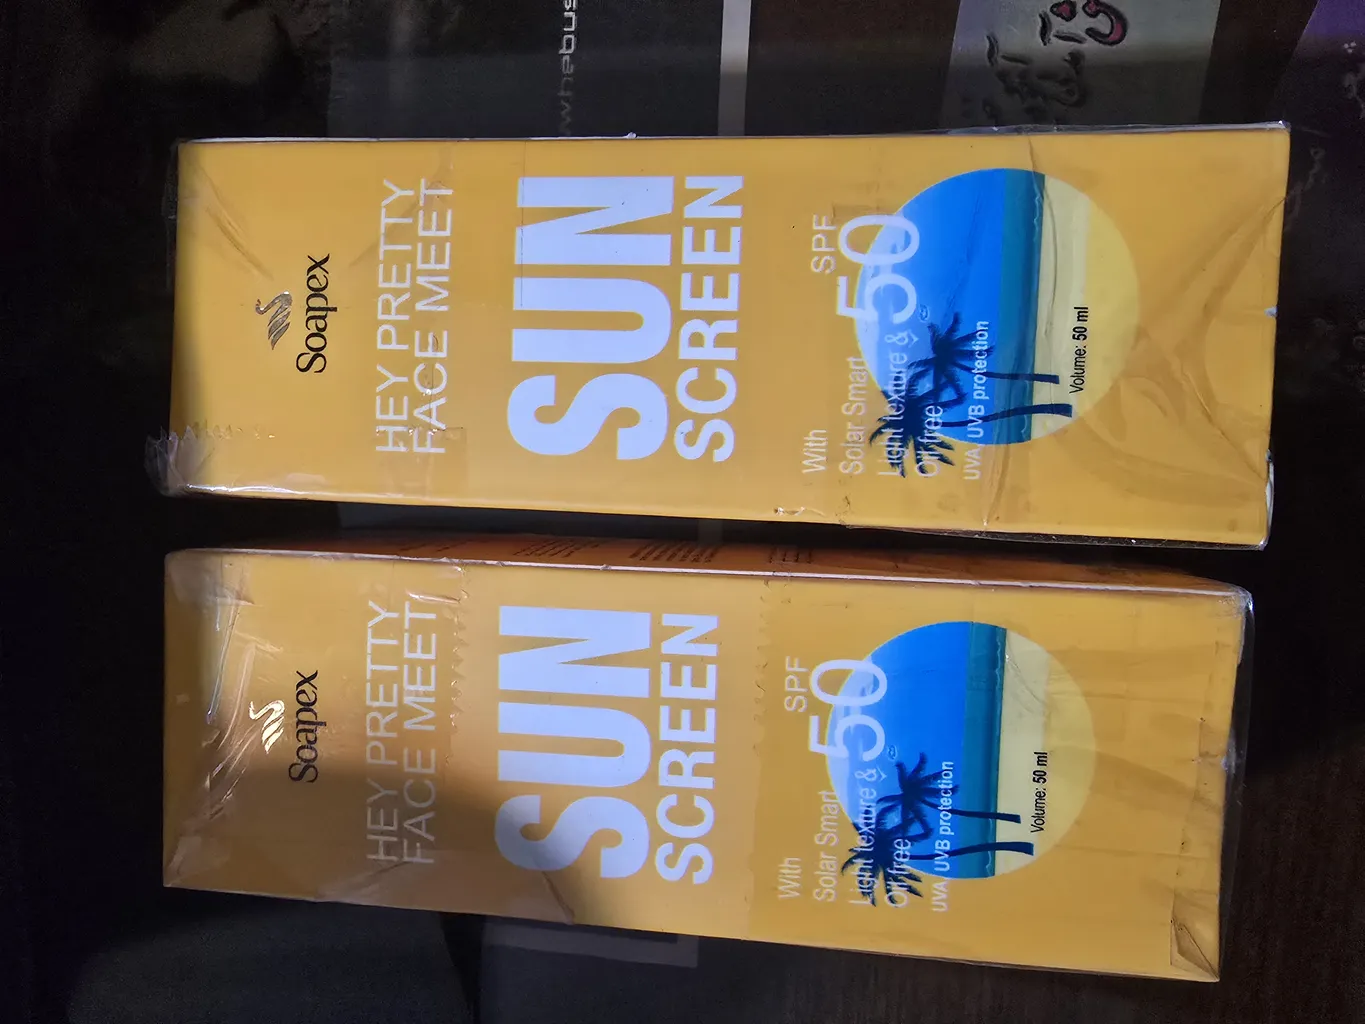 Soapex
HEY PRETTY
FACE MEET
SUN
SCREEN
With
SPF
Solar Smart 50
Light texture &
Oil free
UVA, UVB protection
Volume: 50 ml
Soapex
HEY PRETTY
FACE MEET
SUN
SCREEN
With
SPF
Solar Smart 50
Light texture &
Oil free
UVA, UVB protection
Volume: 50 ml
whebus